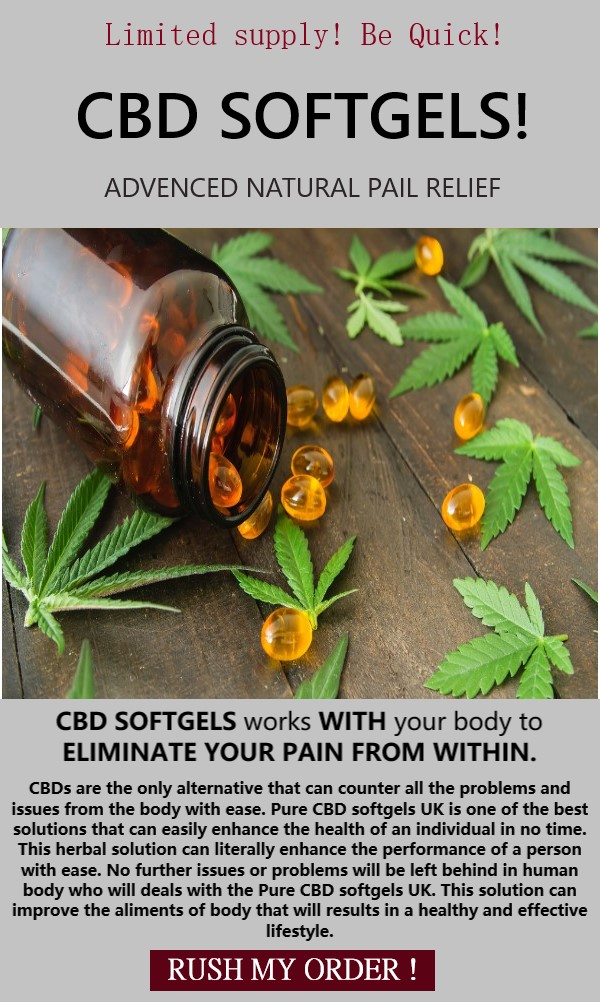 Limited supply! Be Quick!
CBD SOFTGELS!
ADVENCED NATURAL PAIL RELIEF
CBD SOFTGELS works WITH your body to
ELIMINATE YOUR PAIN FROM WITHIN.
CBDs are the only alternative that can counter all the problems and
issues from the body with ease. Pure CBD softgels UK is one of the best
solutions that can easily enhance the health of an individual in no time.
This herbal solution can literally enhance the performance of a person
with ease. No further issues or problems will be left behind in human
body who will deals with the Pure CBD softgels UK. This solution can
improve the aliments of body that will results in a healthy and effective
lifestyle.
RUSH MY ORDER !